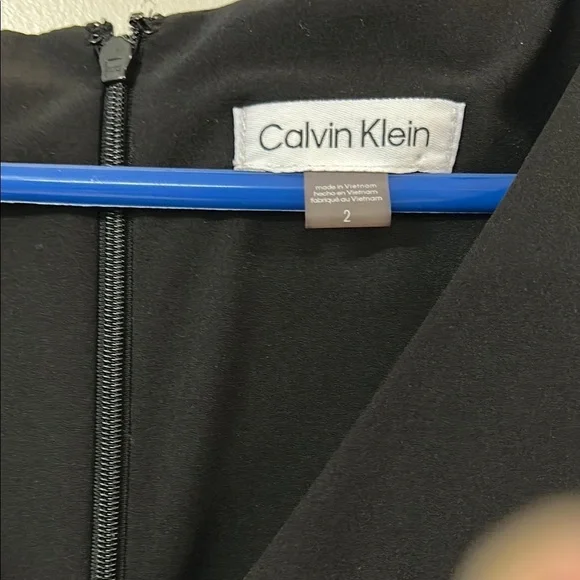 Calvin Klein
made in Vietnam
hecho en Vietnam
fabriqué au Vietnam
2